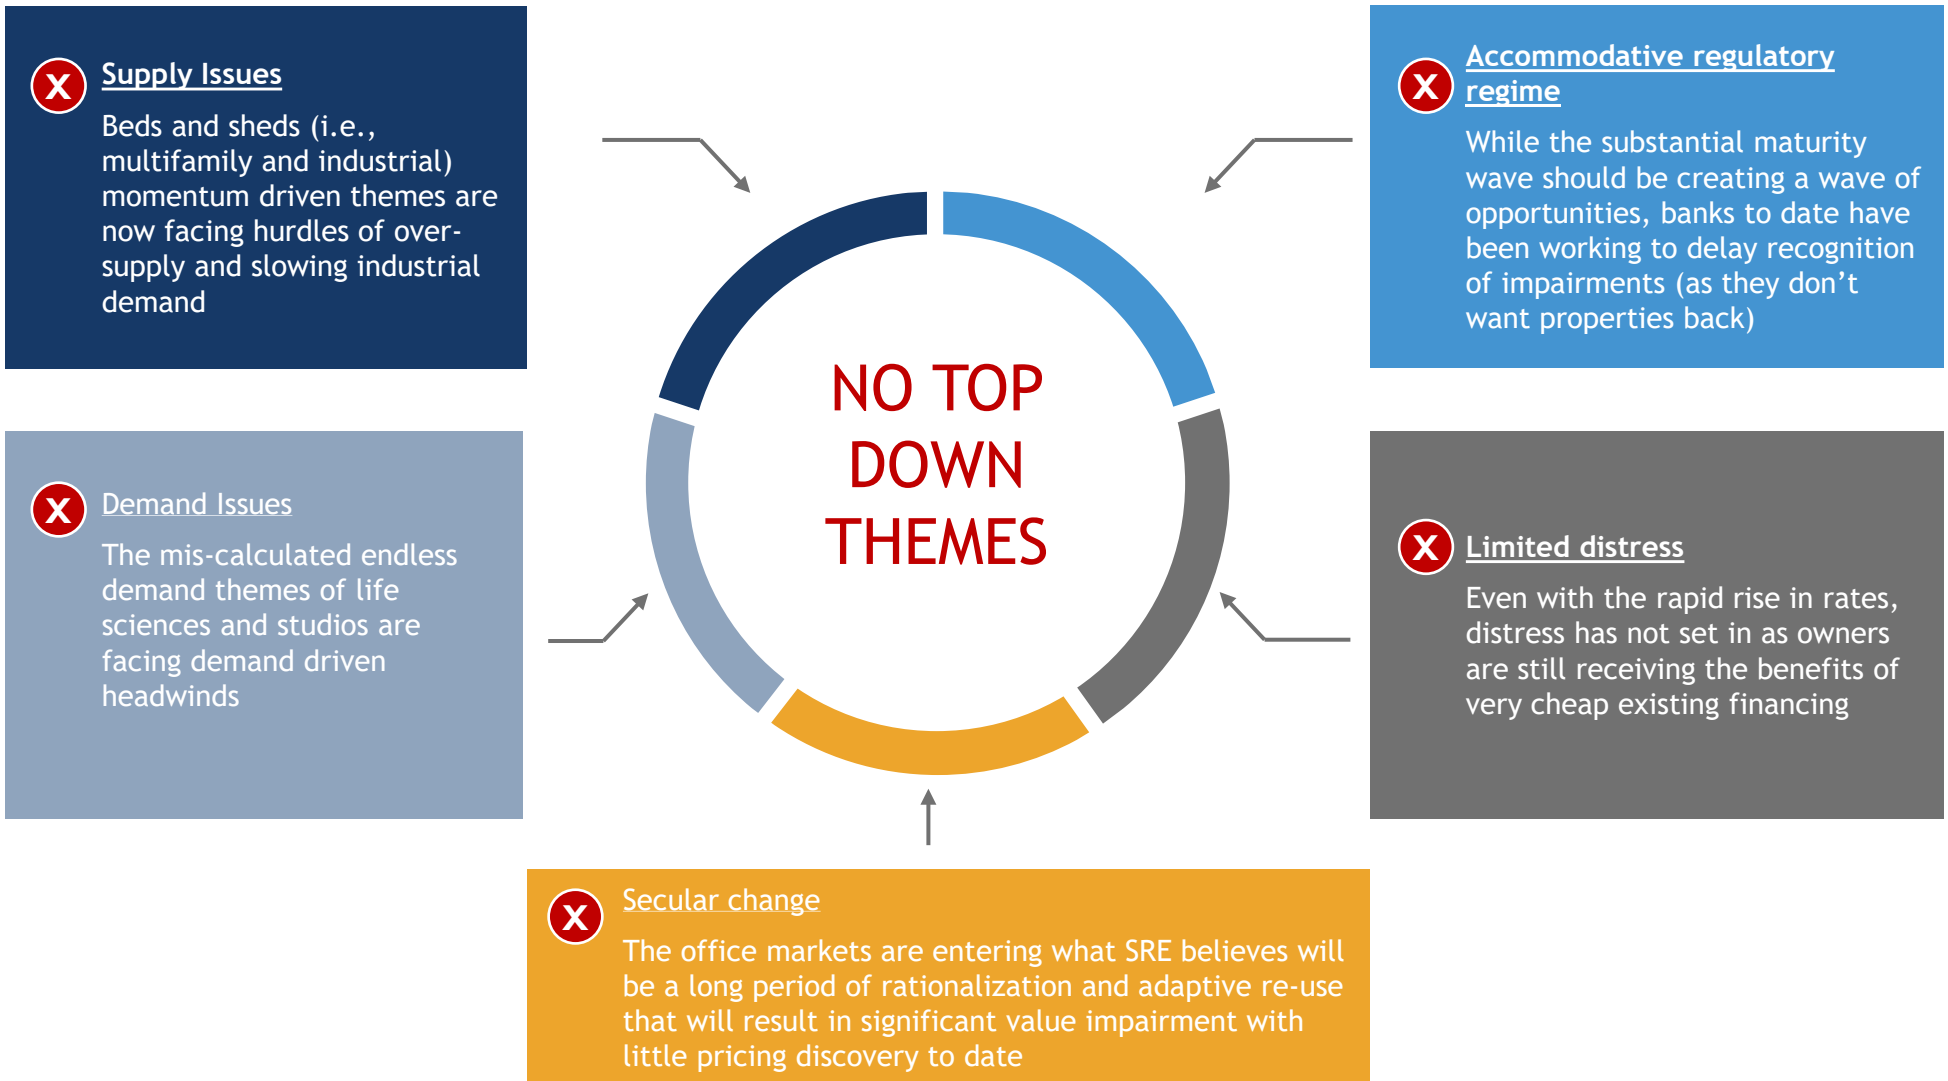 X
Supply Issues
Beds and sheds (i.e.,
multifamily and industrial)
momentum driven themes are
now facing hurdles of over-
supply and slowing industrial
demand
X
Accommodative regulatory
regime
While the substantial maturity
wave should be creating a wave of
opportunities, banks to date have
been working to delay recognition
of impairments (as they don’t
want properties back)
NO TOP
DOWN
THEMES
X
Demand Issues
The mis-calculated endless
demand themes of life
sciences and studios are
facing demand driven
headwinds
X
Limited distress
Even with the rapid rise in rates,
distress has not set in as owners
are still receiving the benefits of
very cheap existing financing
X
Secular change
The office markets are entering what SRE believes will
be a long period of rationalization and adaptive re-use
that will result in significant value impairment with
little pricing discovery to date